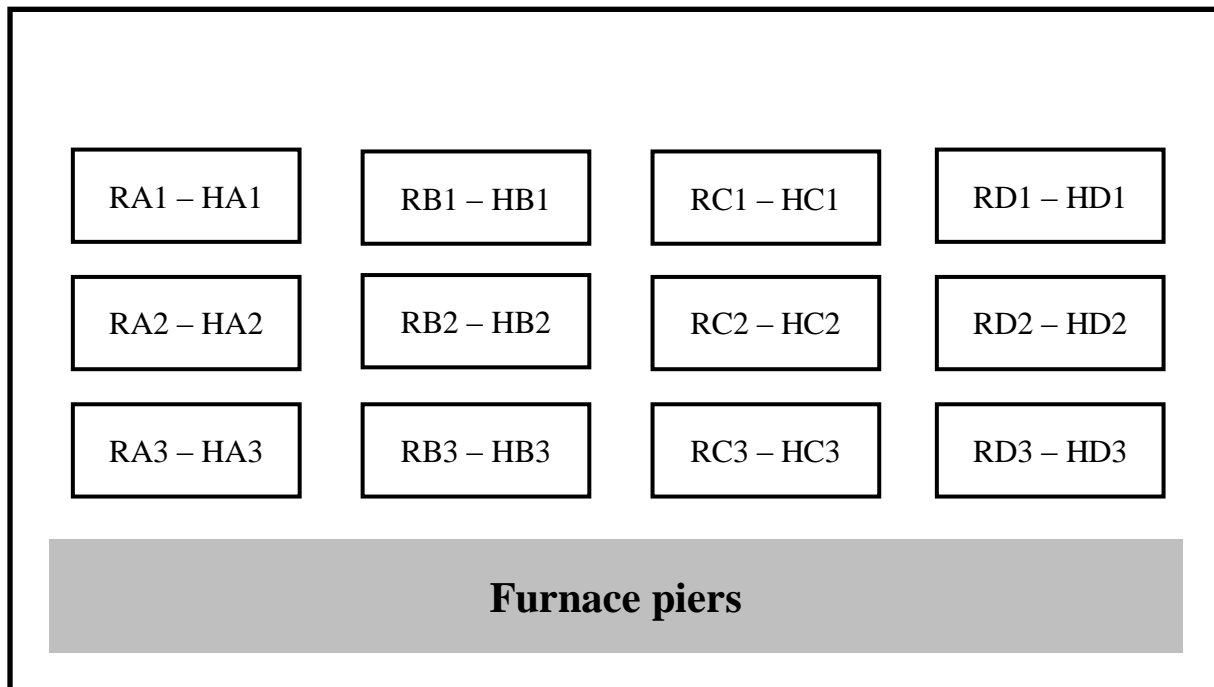 RA1 – HA1
RB1 – HB1
RC1 – HC1
RD1 – HD1
RA2 – HA2
RB2 – HB2
RC2 – HC2
RD2 – HD2
RA3 – HA3
RB3 – HB3
RC3 – HC3
RD3 – HD3
Furnace piers